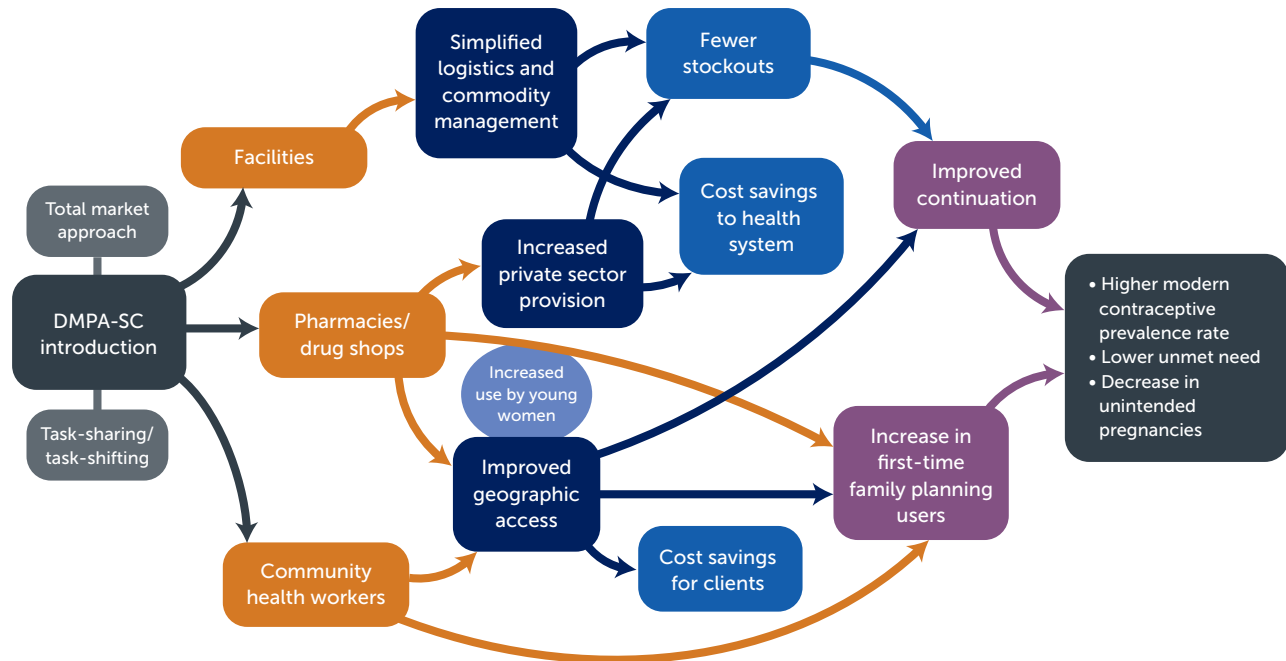 Simplified
logistics and
commodity
management
Fewer
stockouts
Facilities
Improved
continuation
Total market
approach
Cost savings
to health
system
Increased
private sector
provision
DMPA-SC
introduction
Pharmacies/
drug shops
• Higher modern
contraceptive
prevalence rate
• Lower unmet need
• Decrease in
unintended
pregnancies
Increased
use by young
women
Task-sharing/
task-shifting
Improved
geographic
access
Increase in
first-time
family planning
users
Community
health workers
Cost savings
for clients